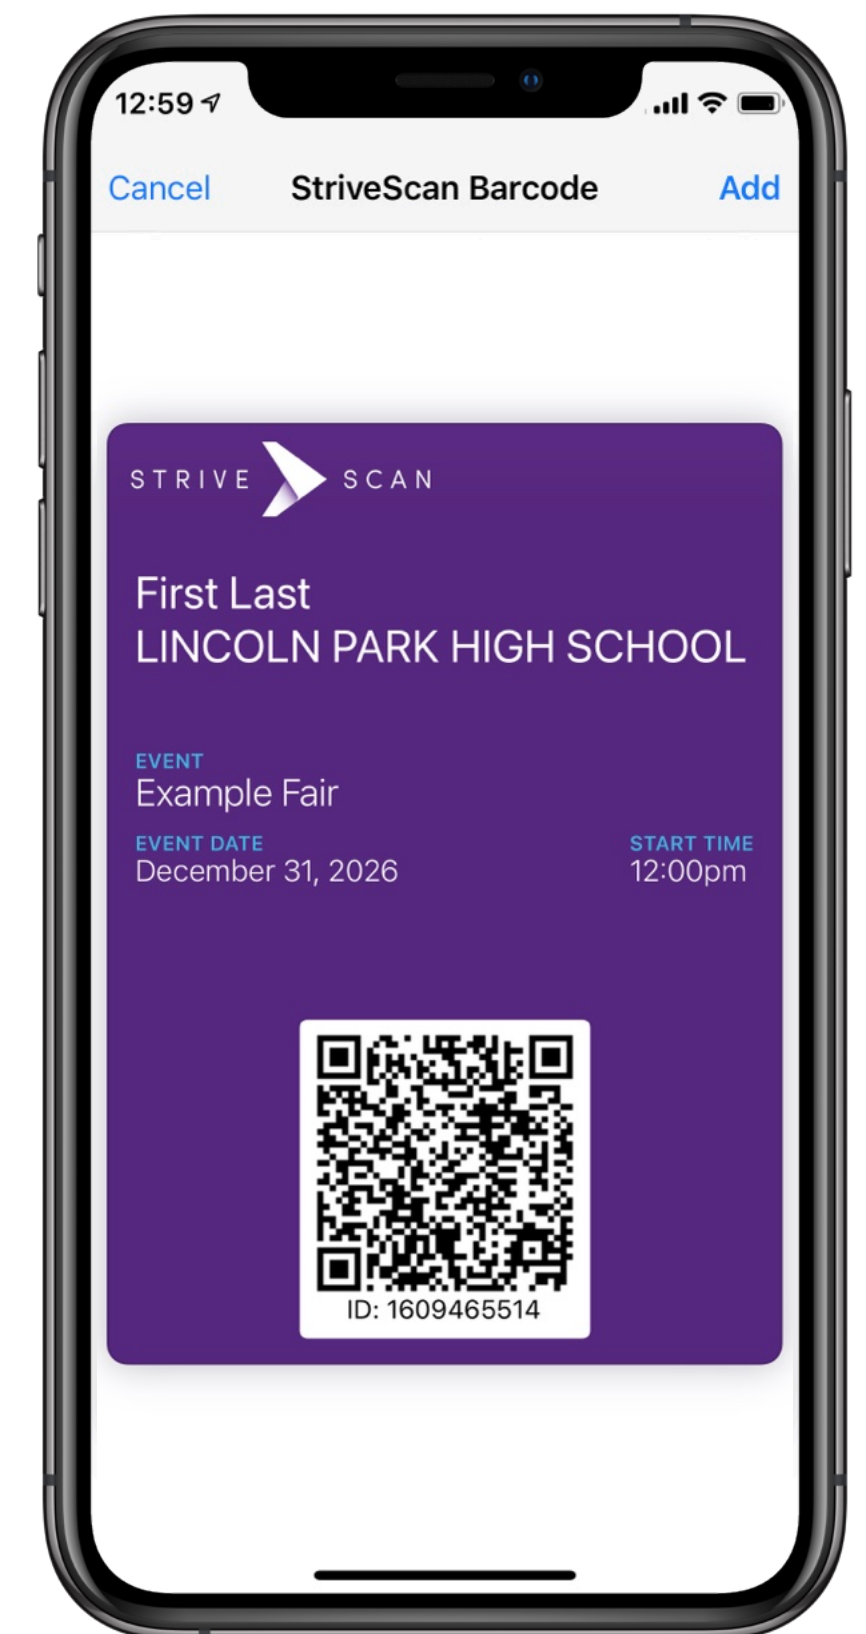 12:59
Cancel StriveScan Barcode Add
STRIVE SCAN
First Last
LINCOLN PARK HIGH SCHOOL
EVENT
Example Fair
EVENT DATE START TIME
December 31, 2026 12:00pm
ID: 1609465514